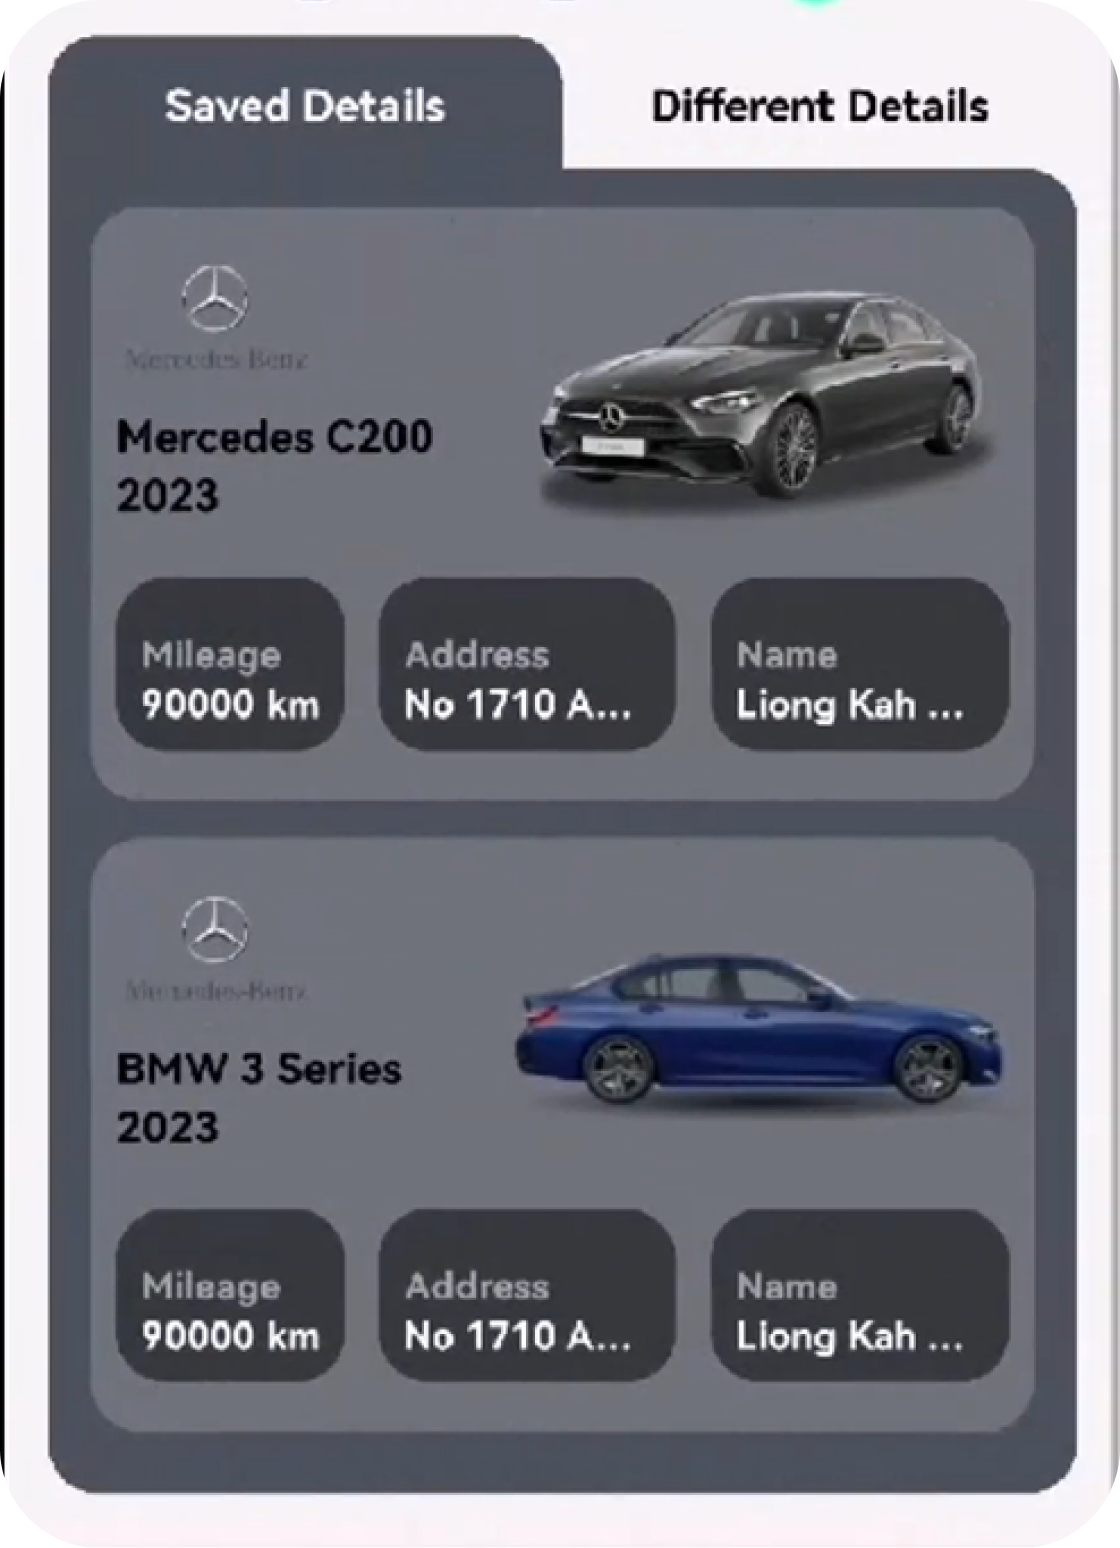 Saved Details
Different Details
Mercedes-Benz
Mercedes C200
2023
Mileage
Address
Name
90000 km
No 1710 A...
Liong Kah ...
Mercedes-Benz
BMW 3 Series
2023
Mileage
Address
Name
90000 km
No 1710 A...
Liong Kah ...